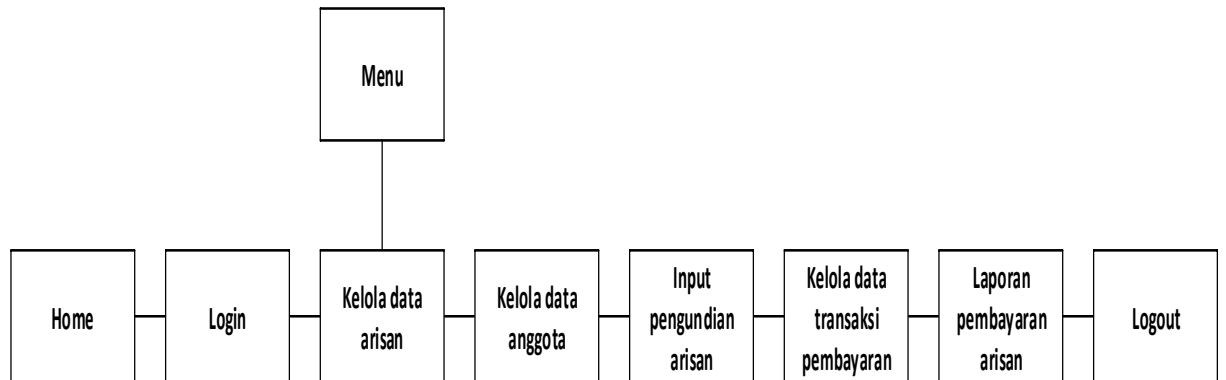 Menu
Home
Login
Kelola data
arisan
Kelola data
anggota
Input
pengundian
arisan
Kelola data
transaksi
pembayaran
Laporan
pembayaran
arisan
Logout